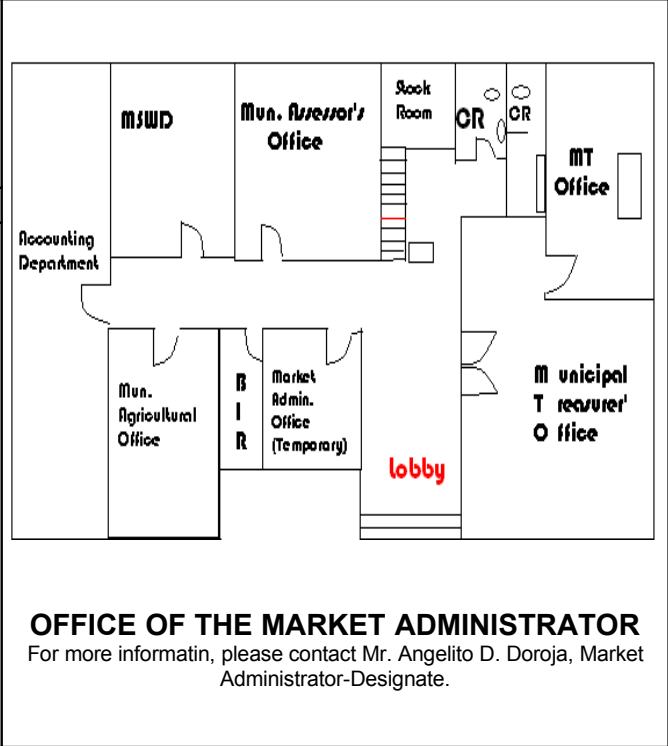 MSWD
Mun. Assessor's
Office
Stock
Room
CR
CR
MT
Office
Accounting
Department
Mun.
Agricultural
Office
B
I
R
Market
Admin.
Office
(Temporary)
Lobby
M unicipal
T reasurer'
O ffice
OFFICE OF THE MARKET ADMINISTRATOR
For more informatin, please contact Mr. Angelito D. Doroja, Market
Administrator-Designate.